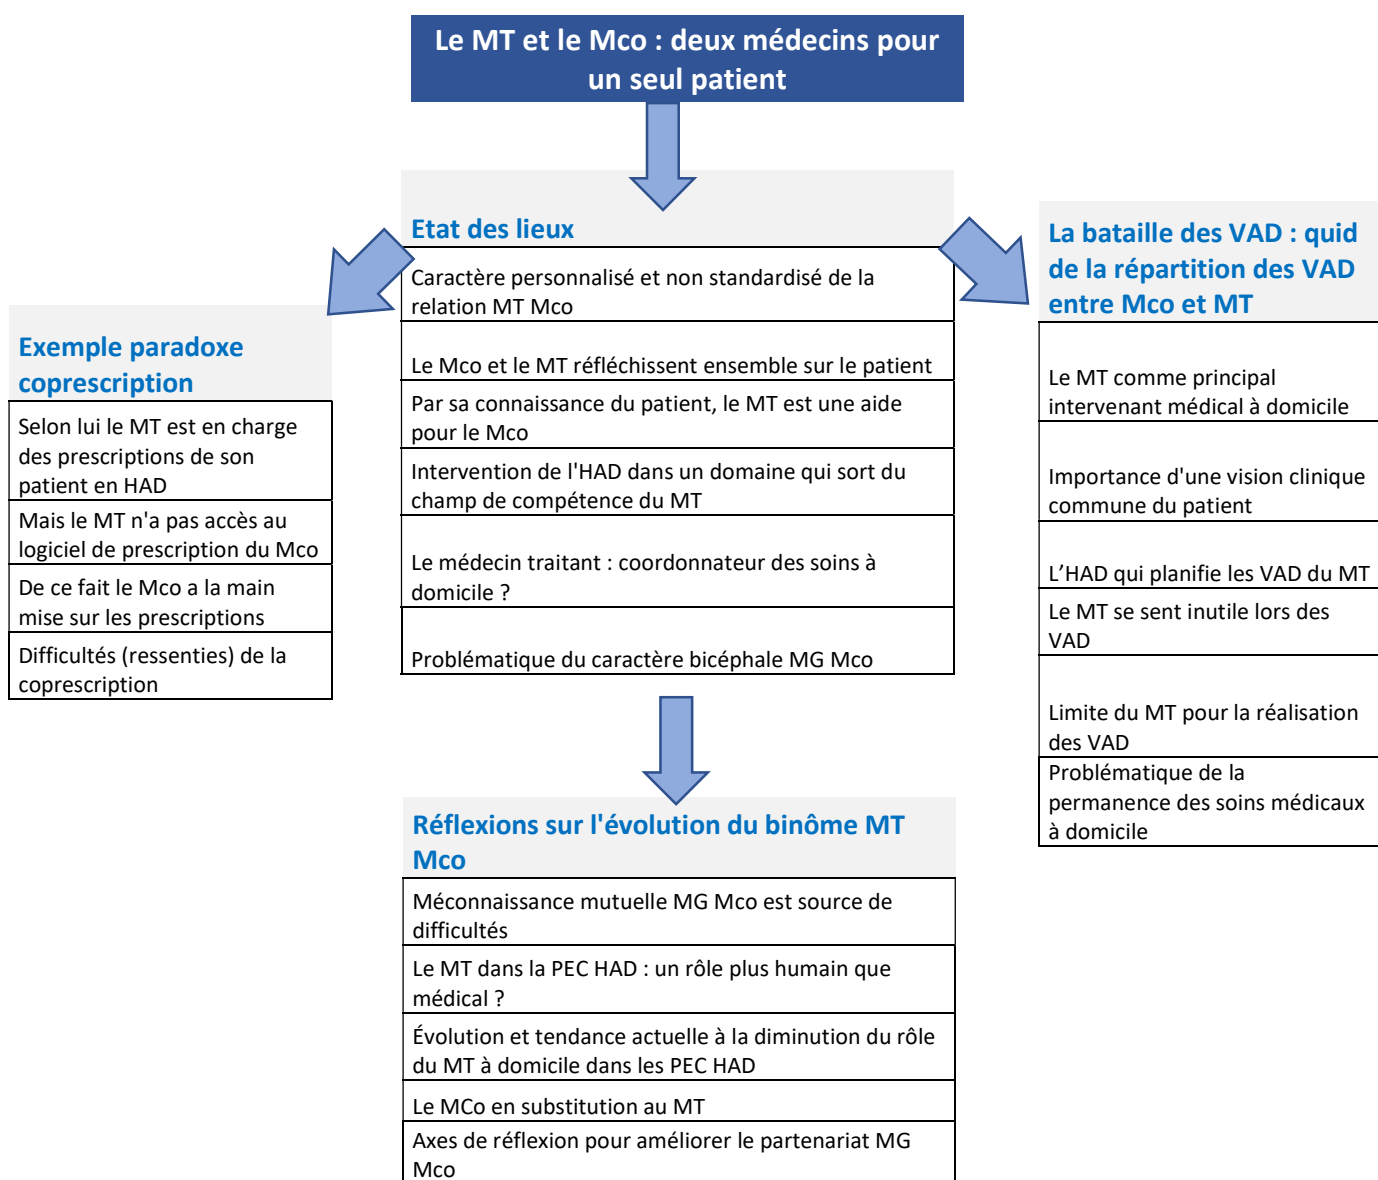 Le MT et le Mco : deux médecins pour
un seul patient
Etat des lieux
Caractère personnalisé et non standardisé de la
relation MT Mco
Le Mco et le MT réfléchissent ensemble sur le patient
Par sa connaissance du patient, le MT est une aide
pour le Mco
Intervention de l'HAD dans un domaine qui sort du
champ de compétence du MT
Le médecin traitant : coordonnateur des soins à
domicile ?
Problématique du caractère bicéphale MG Mco
Exemple paradoxe
coprescription
Selon lui le MT est en charge
des prescriptions de son
patient en HAD
Mais le MT n'a pas accès au
logiciel de prescription du Mco
De ce fait le Mco a la main
mise sur les prescriptions
Difficultés (ressenties) de la
coprescription
La bataille des VAD : quid
de la répartition des VAD
entre Mco et MT
Le MT comme principal
intervenant médical à domicile
Importance d'une vision clinique
commune du patient
L’HAD qui planifie les VAD du MT
Le MT se sent inutile lors des
VAD
Limite du MT pour la réalisation
des VAD
Problématique de la
permanence des soins médicaux
à domicile
Réflexions sur l'évolution du binôme MT
Mco
Méconnaissance mutuelle MG Mco est source de
difficultés
Le MT dans la PEC HAD : un rôle plus humain que
médical ?
Évolution et tendance actuelle à la diminution du rôle
du MT à domicile dans les PEC HAD
Le MCo en substitution au MT
Axes de réflexion pour améliorer le partenariat MG
Mco